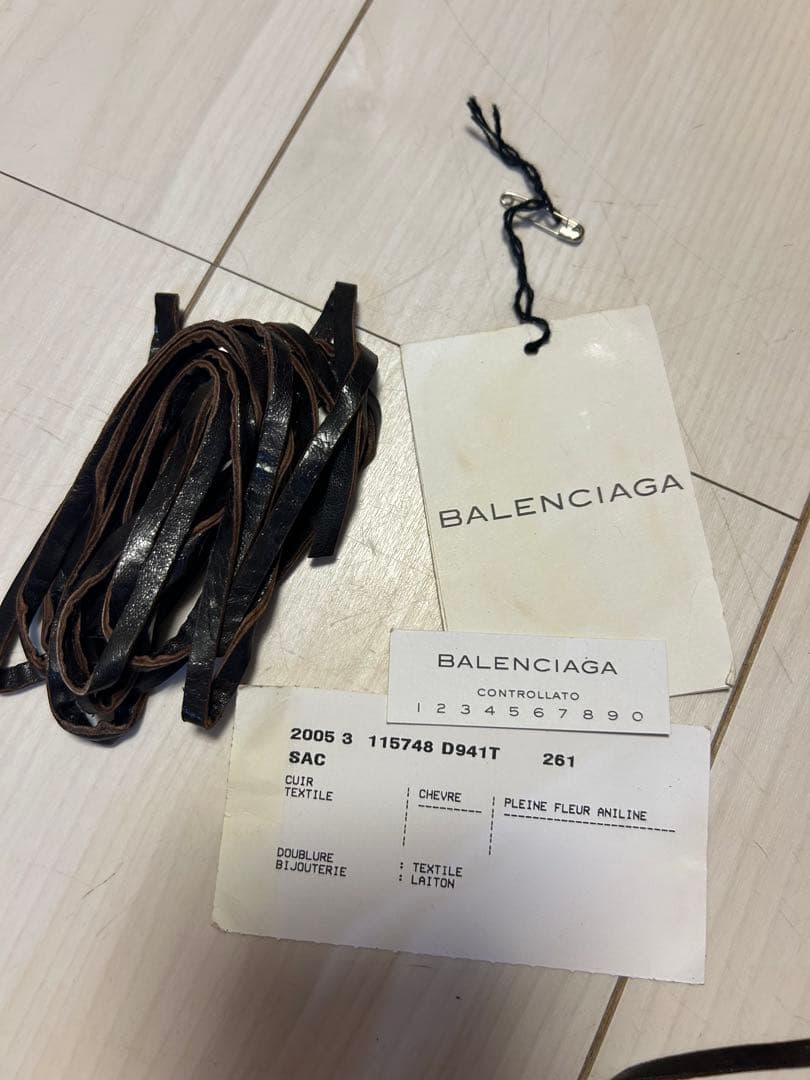 BALENCIAGA
BALENCIAGA
CONTROLLATO
1 2 3 4 5 6 7 8 9 0
2005 3 115748 D941T 261
SAC
CUIR CHEVRE PLEINE FLEUR ANILINE
TEXTILE
DOUBLURE : TEXTILE
BIJOUTERIE : LAITON